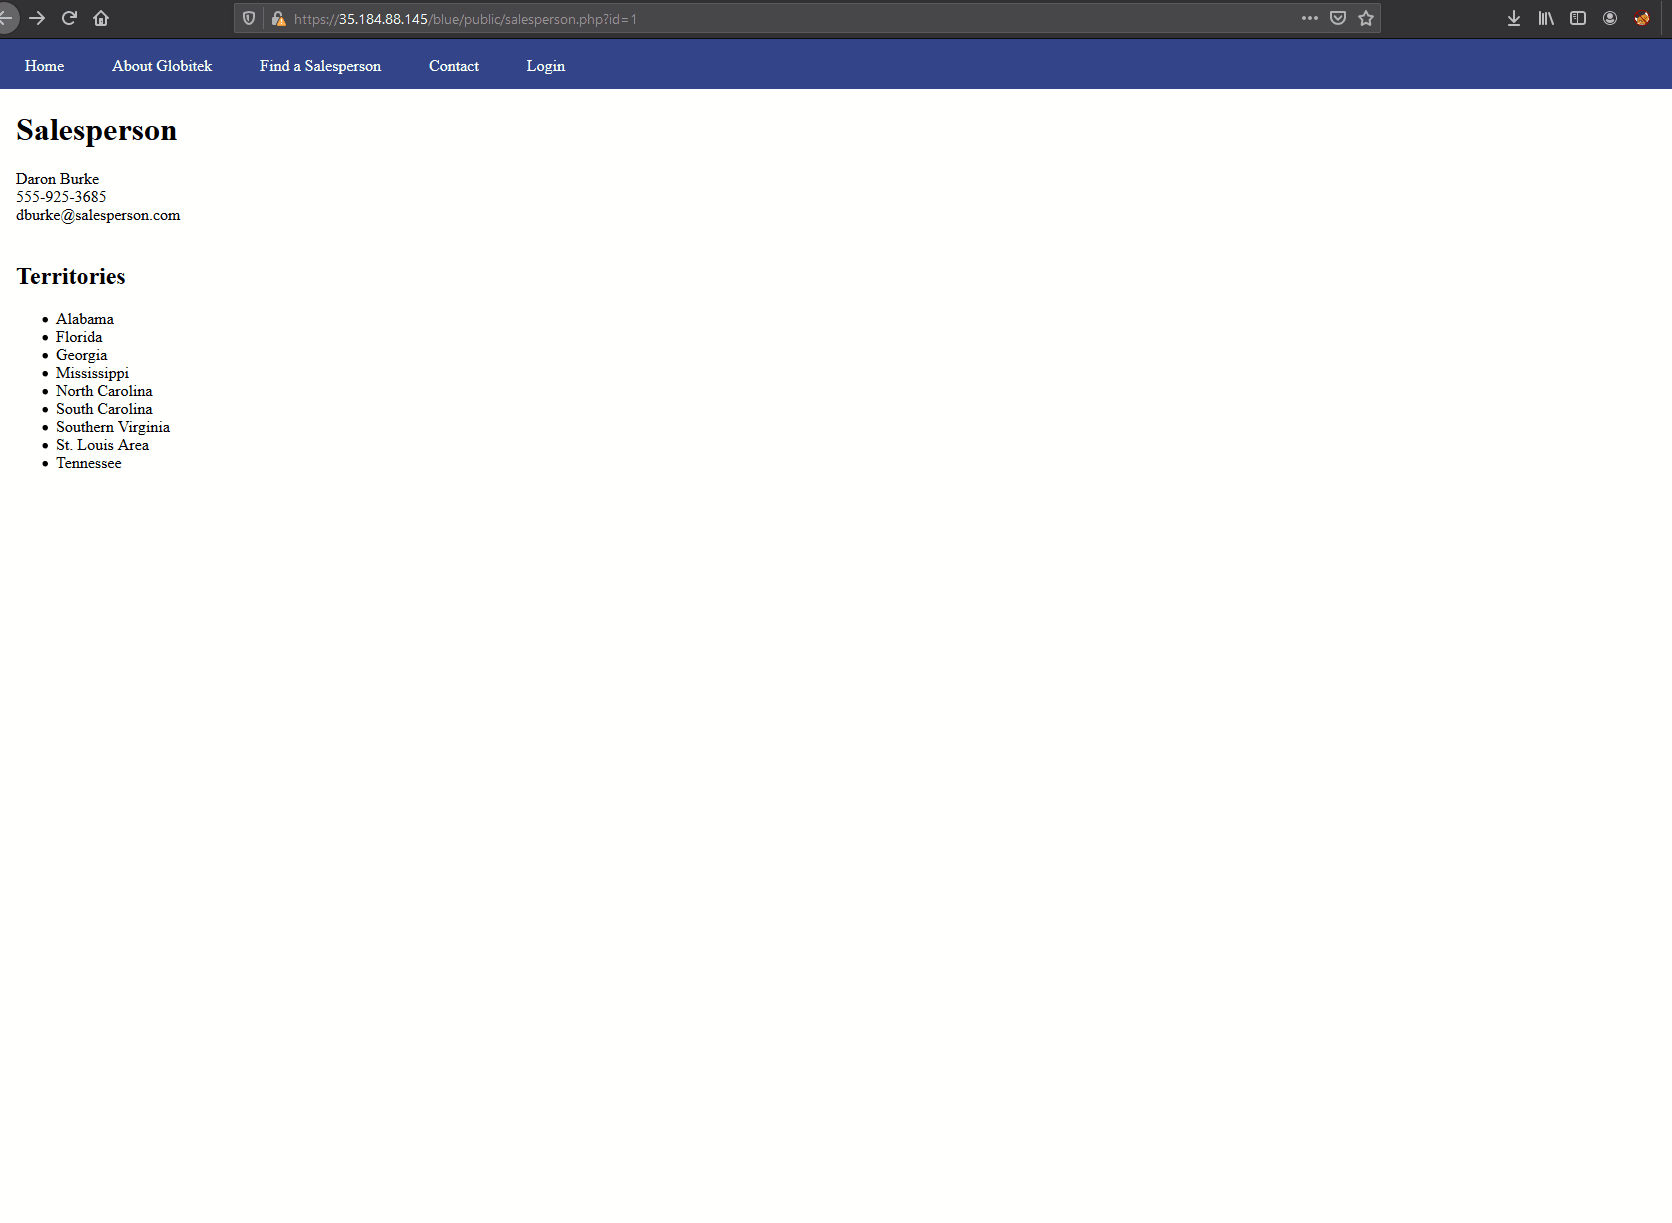 https://35.184.88.145/blue/public/salesperson.php?id=1
Home About Globitek Find a Salesperson Contact Login
Salesperson
Daron Burke
555-925-3685
dburke@salesperson.com
Territories
Alabama
Florida
Georgia
Mississippi
North Carolina
South Carolina
Southern Virginia
St. Louis Area
Tennessee